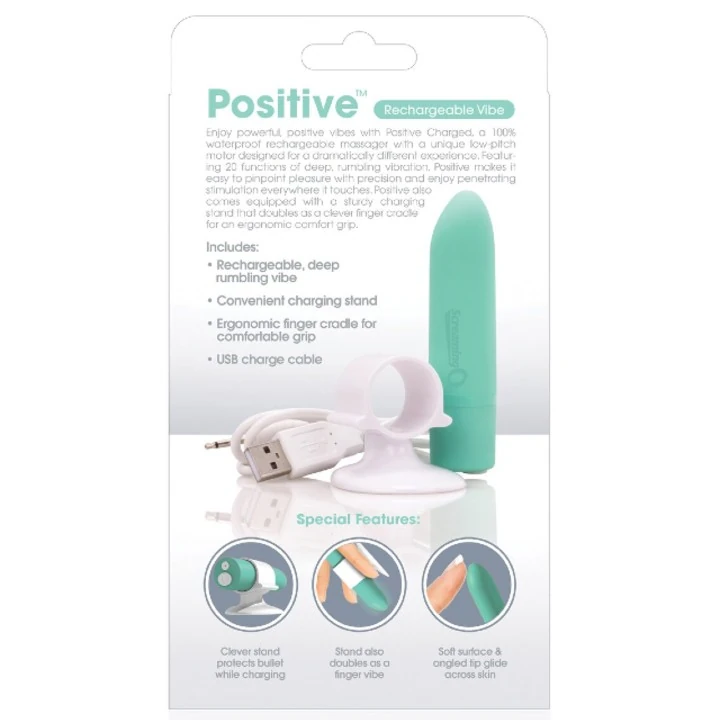 Positive™ Rechargeable Vibe
Enjoy powerful, positive vibes with Positive Charged, a 100%
waterproof rechargeable massager with a unique low-pitch
motor designed for a dramatically different experience. Featur-
ing 20 functions of deep, rumbling vibration, Positive makes it
easy to pinpoint pleasure with precision and enjoy penetrating
stimulation everywhere it touches. Positive also
comes equipped with a sturdy charging
stand that doubles as a clever finger cradle
for an ergonomic comfort grip.
Includes:
• Rechargeable, deep
rumbling vibe
• Convenient charging stand
• Ergonomic finger cradle for
comfortable grip
• USB charge cable
Screaming O
Special Features:
Clever stand
protects bullet
while charging
Stand also
doubles as a
finger vibe
Soft surface &
angled tip glide
across skin